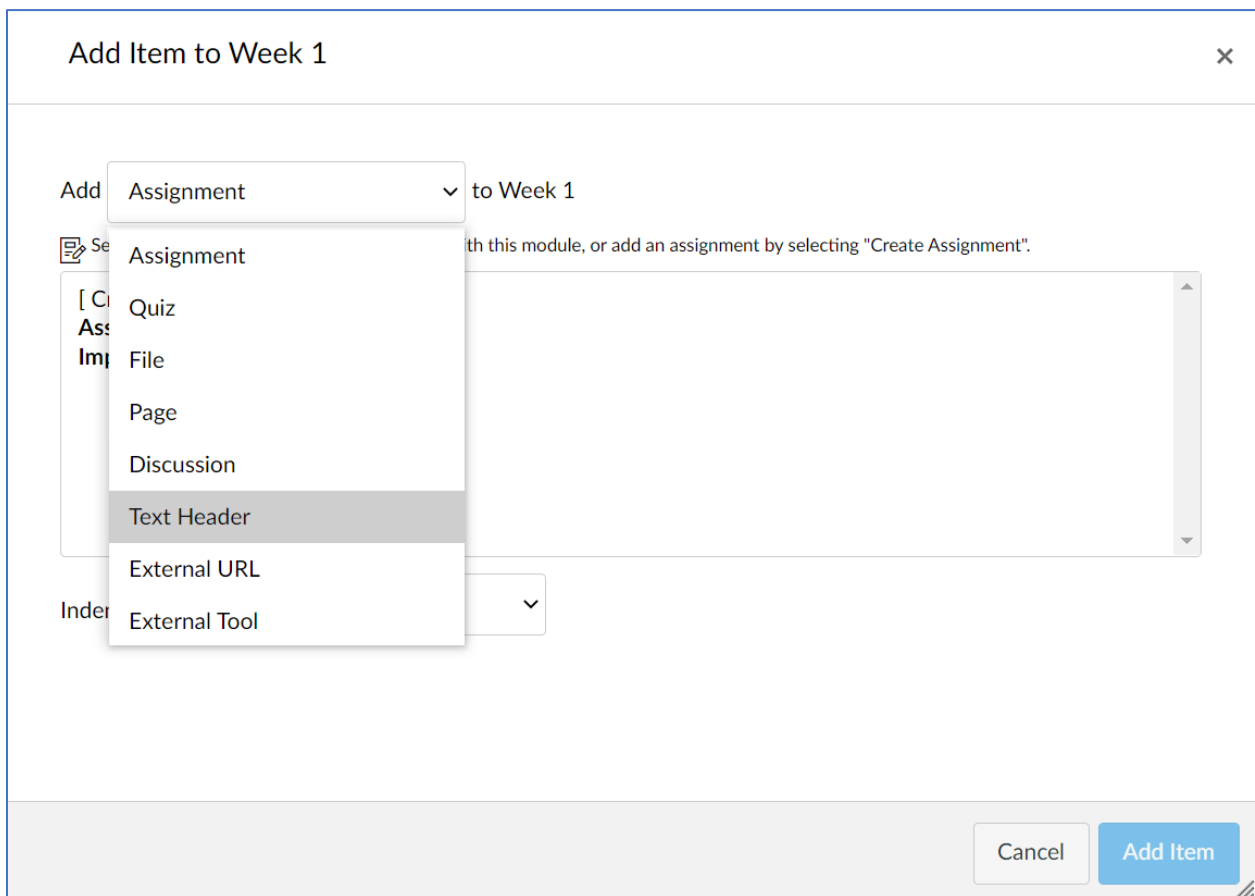 Add Item to Week 1
Add Assignment to Week 1
Se th this module, or add an assignment by selecting "Create Assignment".
Assignment
Quiz
File
Page
Discussion
Text Header
External URL
External Tool
[ Cr
Ass
Imp
Inden
Cancel
Add Item